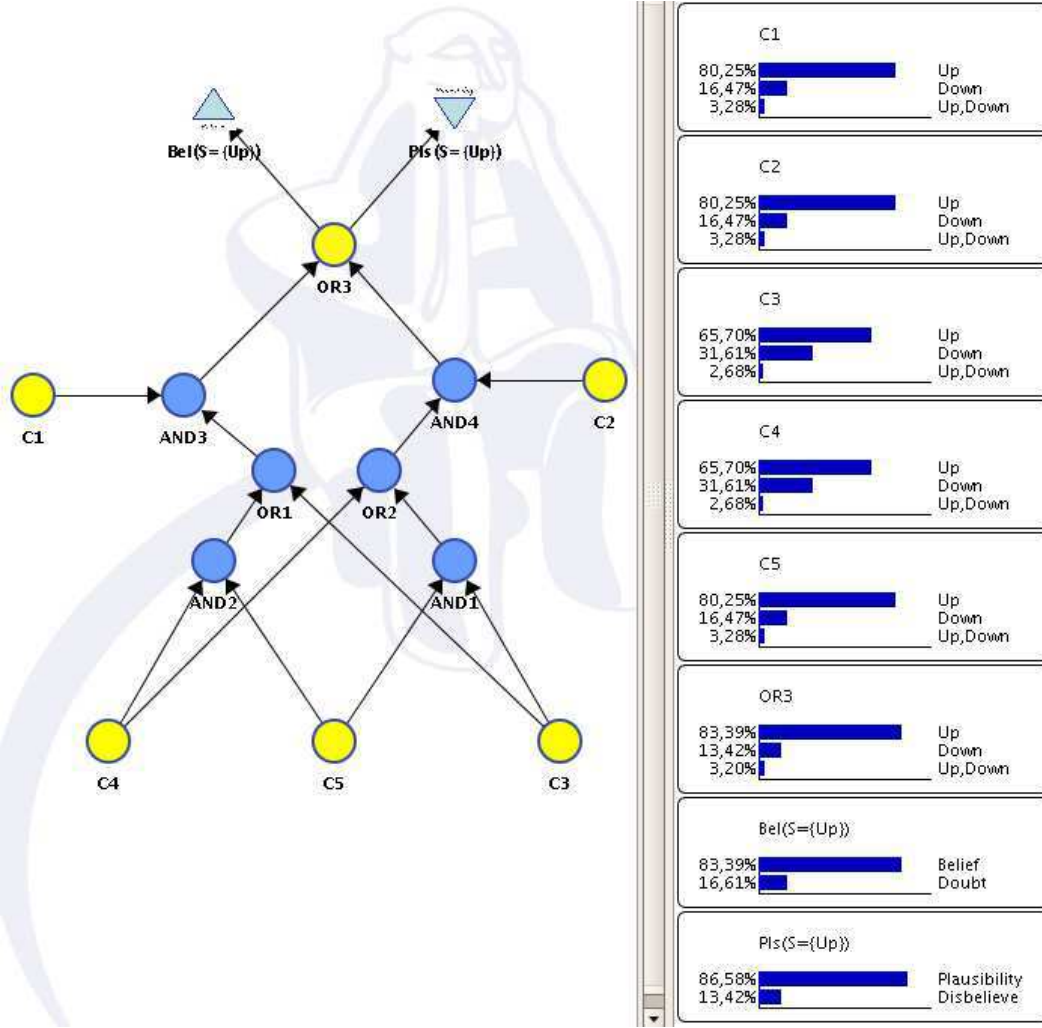 Bel(S={Up})
Pls(S={Up})
OR3
C1
AND3
AND4
C2
OR1
OR2
AND2
AND1
C4
C5
C3
C1
80,25% Up
16,47% Down
3,28% Up,Down
C2
80,25% Up
16,47% Down
3,28% Up,Down
C3
65,70% Up
31,61% Down
2,68% Up,Down
C4
65,70% Up
31,61% Down
2,68% Up,Down
C5
80,25% Up
16,47% Down
3,28% Up,Down
OR3
83,39% Up
13,42% Down
3,20% Up,Down
Bel(S={Up})
83,39% Belief
16,61% Doubt
Pls(S={Up})
86,58% Plausibility
13,42% Disbelieve